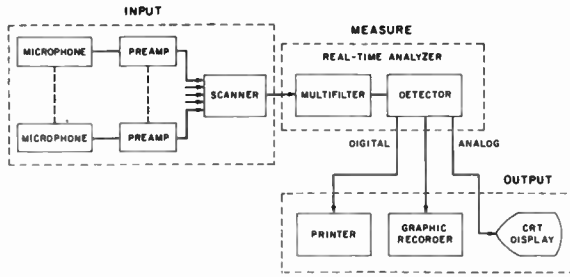 INPUT
MICROPHONE
PREAMP
SCANNER
MICROPHONE
PREAMP
MEASURE
REAL-TIME ANALYZER
MULTIFILTER
DETECTOR
DIGITAL
ANALOG
OUTPUT
PRINTER
GRAPHIC
RECORDER
CRT
DISPLAY